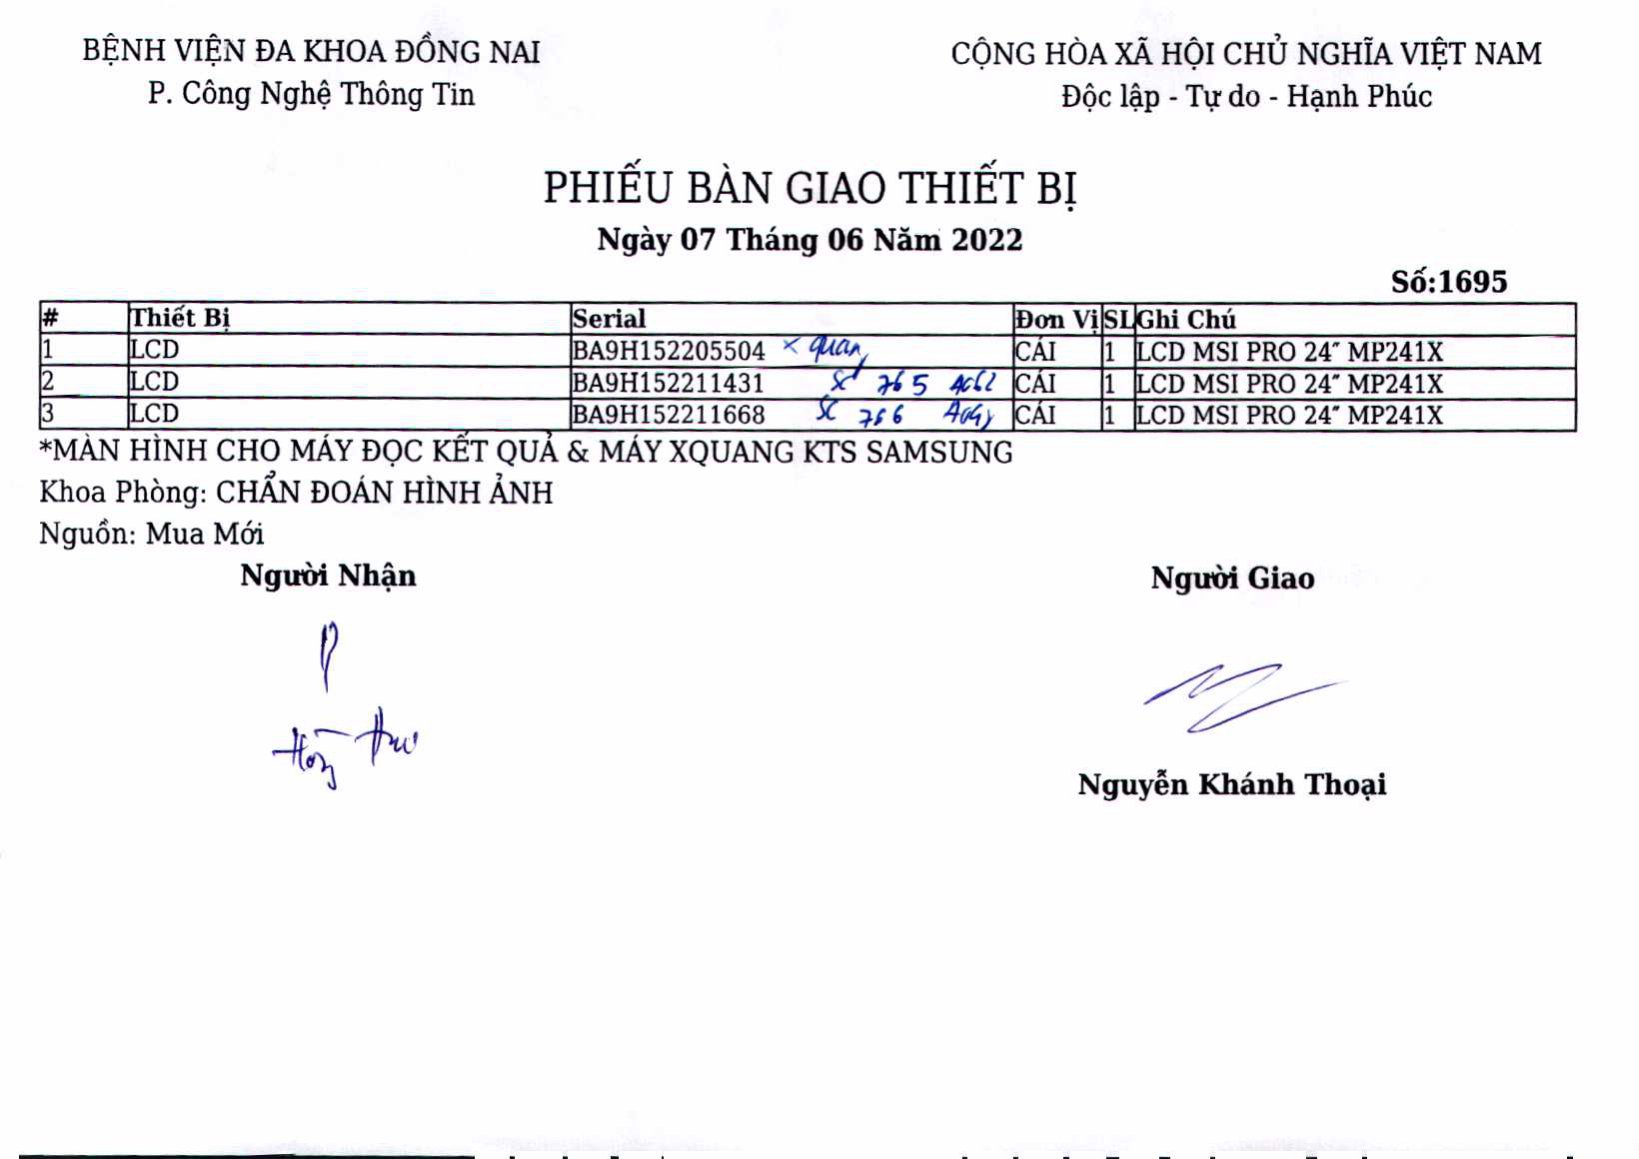 BỆNH VIỆN ĐA KHOA ĐỒNG NAI
P. Công Nghệ Thông Tin
CỘNG HÒA XÃ HỘI CHỦ NGHĨA VIỆT NAM
Độc lập - Tự do - Hạnh Phúc
PHIẾU BÀN GIAO THIẾT BỊ
Ngày 07 Tháng 06 Năm 2022
Số:1695
# Thiết Bị Serial Đơn Vị SL Ghi Chú
1 LCD BA9H152205504 x quang CÁI 1 LCD MSI PRO 24″ MP241X
2 LCD BA9H152211431 SC 765 CÁI 1 LCD MSI PRO 24″ MP241X
3 LCD BA9H152211668 SC 766 CÁI 1 LCD MSI PRO 24″ MP241X
*MÀN HÌNH CHO MÁY ĐỌC KẾT QUẢ & MÁY XQUANG KTS SAMSUNG
Khoa Phòng: CHẨN ĐOÁN HÌNH ẢNH
Nguồn: Mua Mới
Người Nhận
Người Giao
Nguyễn Khánh Thoại